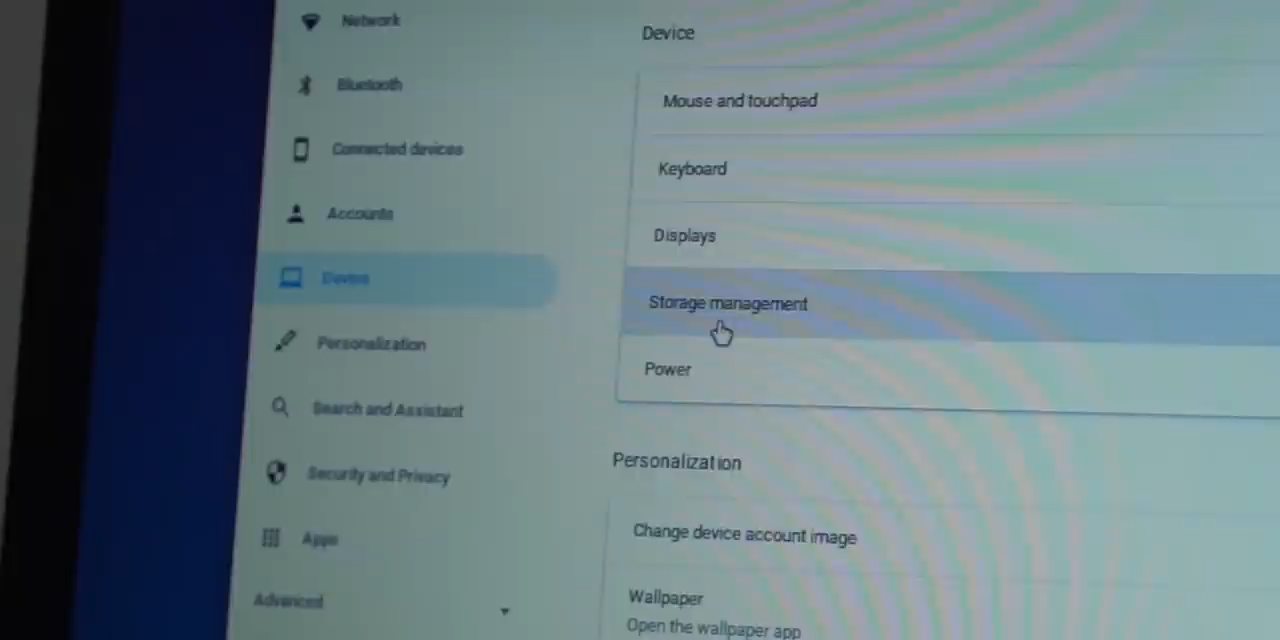 Network
Bluetooth
Connected devices
Accounts
Device
Personalization
Search and Assistant
Security and Privacy
Apps
Advanced
Device
Mouse and touchpad
Keyboard
Displays
Storage management
Power
Personalization
Change device account image
Wallpaper
Open the wallpaper app